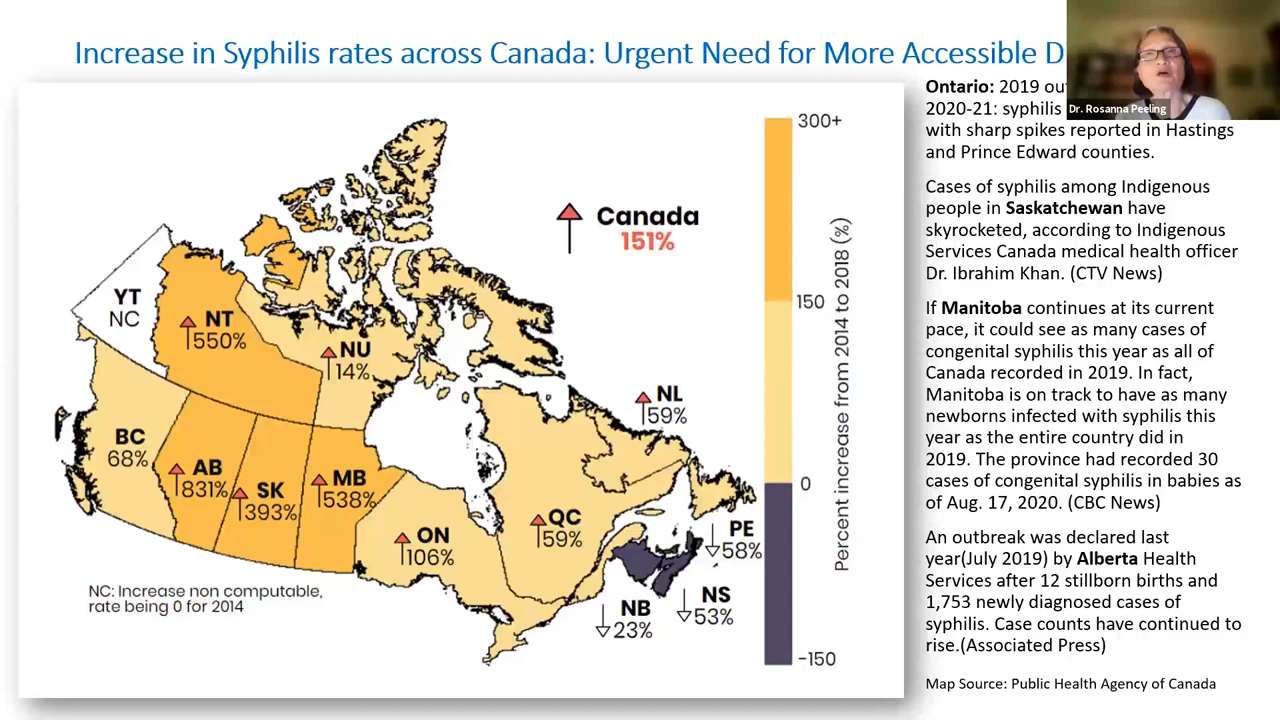 Increase in Syphilis rates across Canada: Urgent Need for More Accessible
Dr. Rosanna Peeling
300+
150
0
-150
Percent increase from 2014 to 2018 (%)
Canada
151%
YT
NC
NT
550%
NU
14%
NL
59%
BC
68%
AB
831%
SK
393%
MB
538%
ON
106%
QC
59%
PE
58%
NS
53%
NB
23%
NC: Increase non computable,
rate being 0 for 2014
Ontario: 2019
2020-21: syphilis
with sharp spikes reported in Hastings
and Prince Edward counties.
Cases of syphilis among Indigenous
people in Saskatchewan have
skyrocketed, according to Indigenous
Services Canada medical health officer
Dr. Ibrahim Khan. (CTV News)
If Manitoba continues at its current
pace, it could see as many cases of
congenital syphilis this year as all of
Canada recorded in 2019. In fact,
Manitoba is on track to have as many
newborns infected with syphilis this
year as the entire country did in
2019. The province had recorded 30
cases of congenital syphilis in babies as
of Aug. 17, 2020. (CBC News)
An outbreak was declared last
year(July 2019) by Alberta Health
Services after 12 stillborn births and
1,753 newly diagnosed cases of
syphilis. Case counts have continued to
rise.(Associated Press)
Map Source: Public Health Agency of Canada